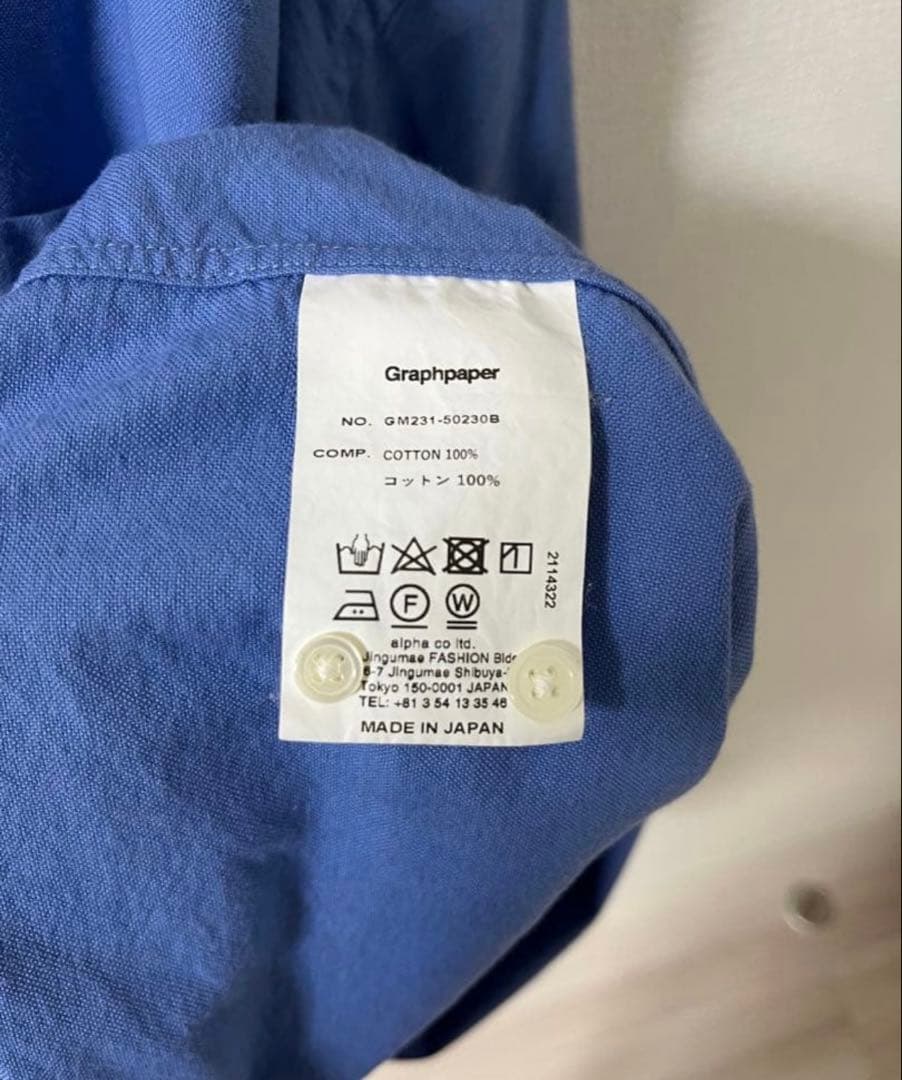 Graphpaper
NO. GM231-50230B
COMP. COTTON 100%
コットン 100%
2114322
F W
alpha co ltd.
Jingumae FASHION
6-7 Jingumae Shibuya-
Tokyo 150-0001 JAPAN
TEL: +81 3 54 13 35 46
MADE IN JAPAN